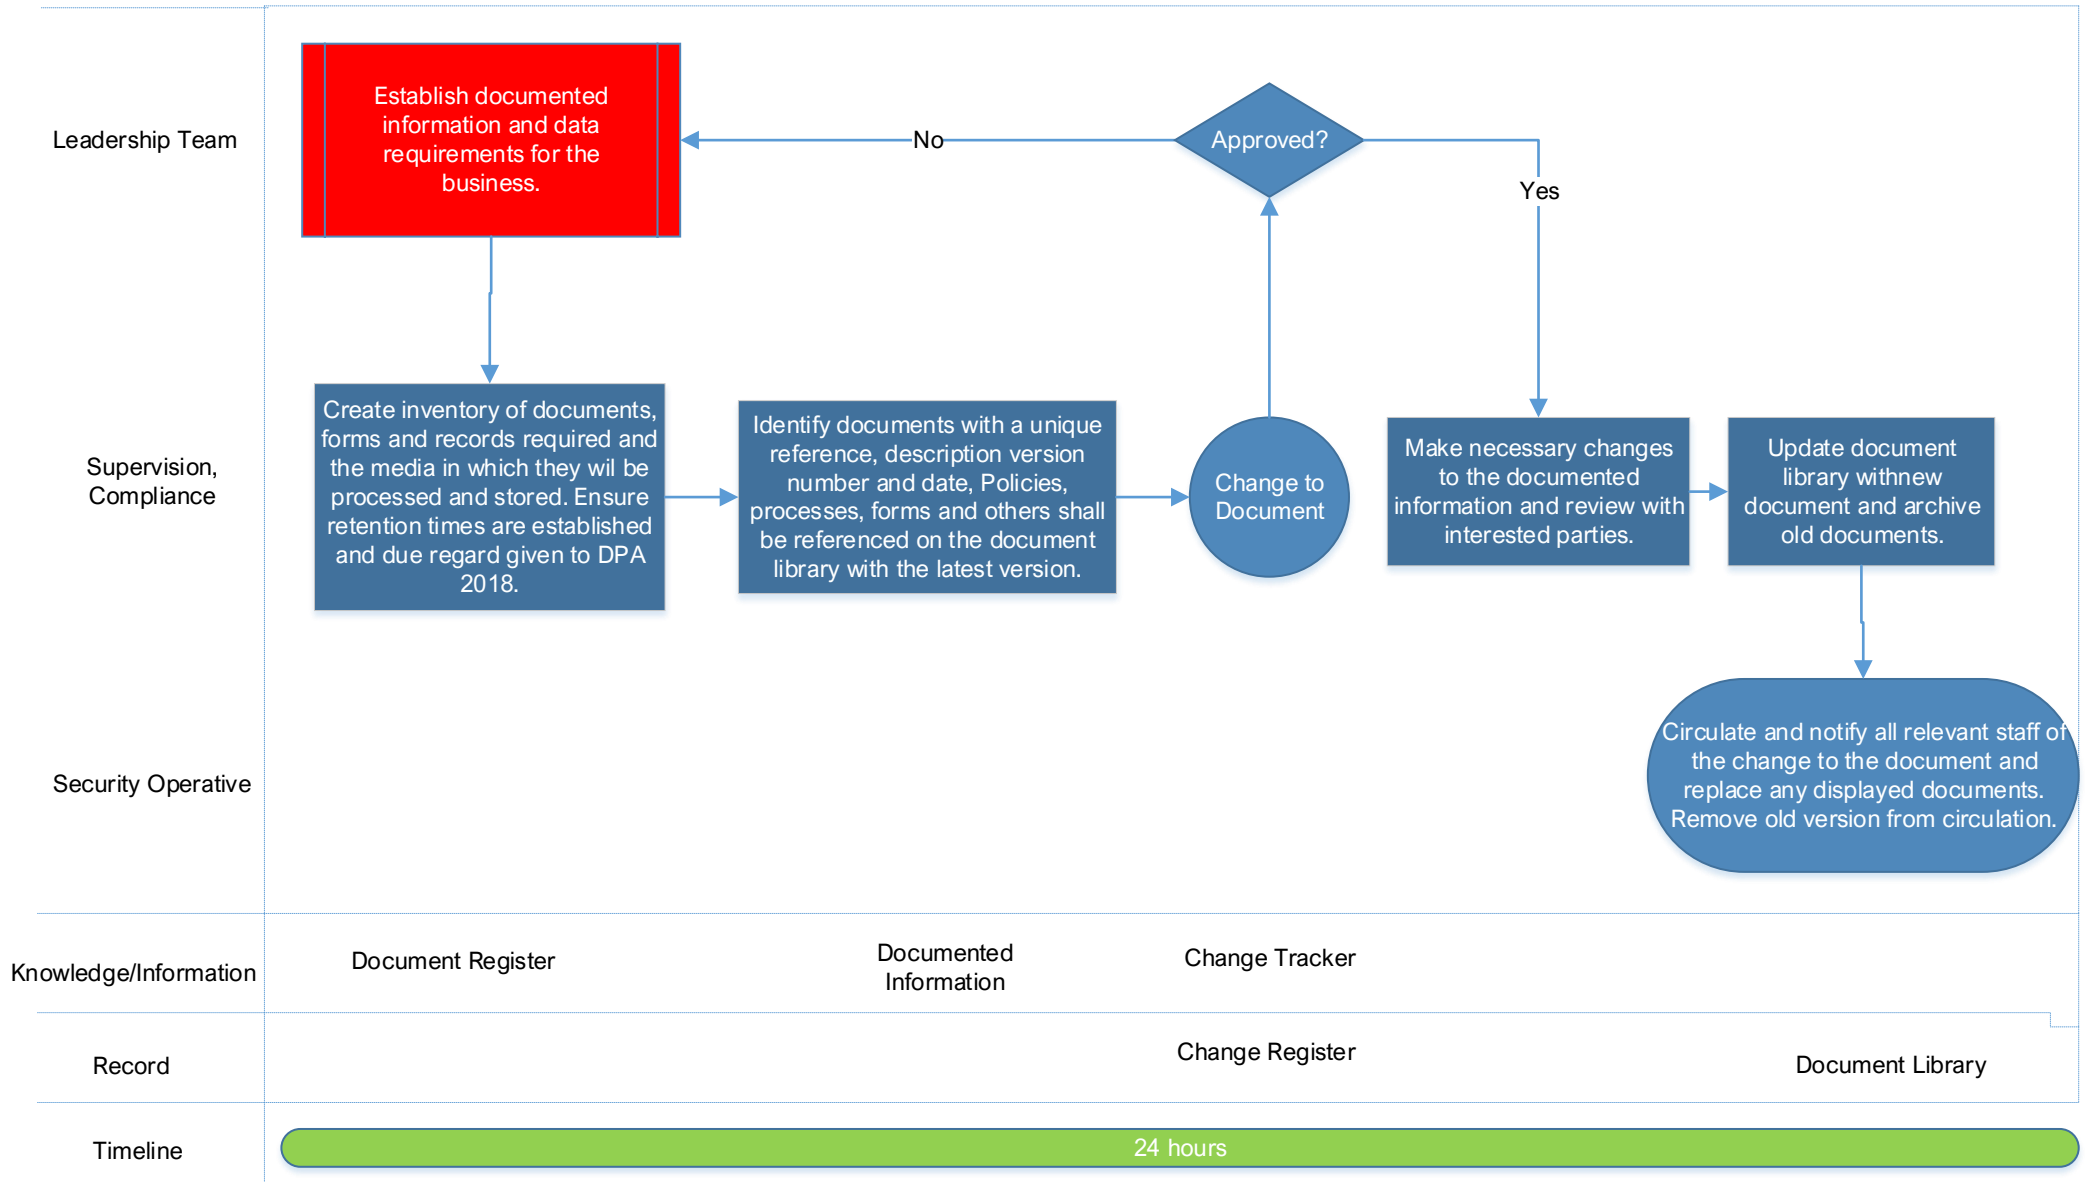 Leadership Team
Establish documented
information and data
requirements for the
business.
No
Approved?
Yes
Supervision,
Compliance
Create inventory of documents,
forms and records required and
the media in which they wil be
processed and stored. Ensure
retention times are established
and due regard given to DPA
2018.
Identify documents with a unique
reference, description version
number and date, Policies,
processes, forms and others shall
be referenced on the document
library with the latest version.
Change to
Document
Make necessary changes
to the documented
information and review with
interested parties.
Update document
library withnew
document and archive
old documents.
Security Operative
Circulate and notify all relevant staff of
the change to the document and
replace any displayed documents.
Remove old version from circulation.
Knowledge/Information
Document Register
Documented
Information
Change Tracker
Record
Change Register
Document Library
Timeline
24 hours